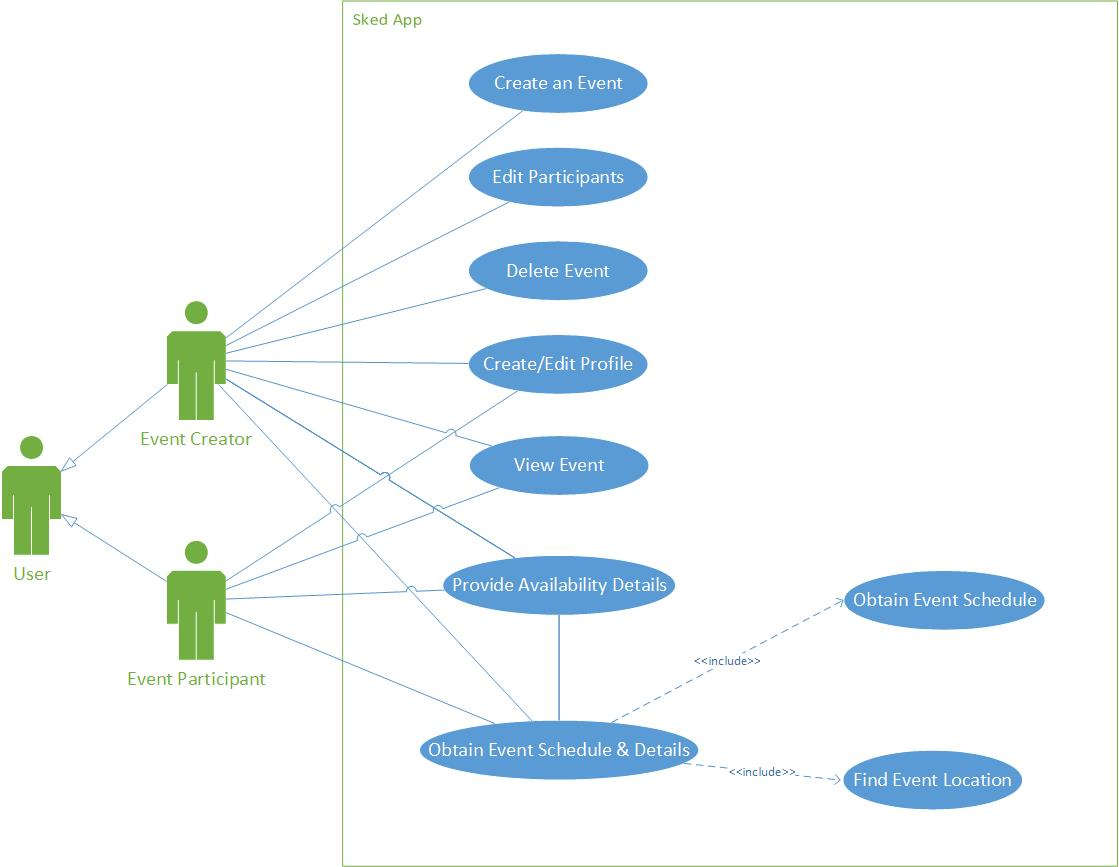 Sked App
Create an Event
Edit Participants
Delete Event
Create/Edit Profile
Event Creator
View Event
User
Provide Availability Details
Obtain Event Schedule
<<include>>
Event Participant
Obtain Event Schedule & Details
<<include>>
Find Event Location